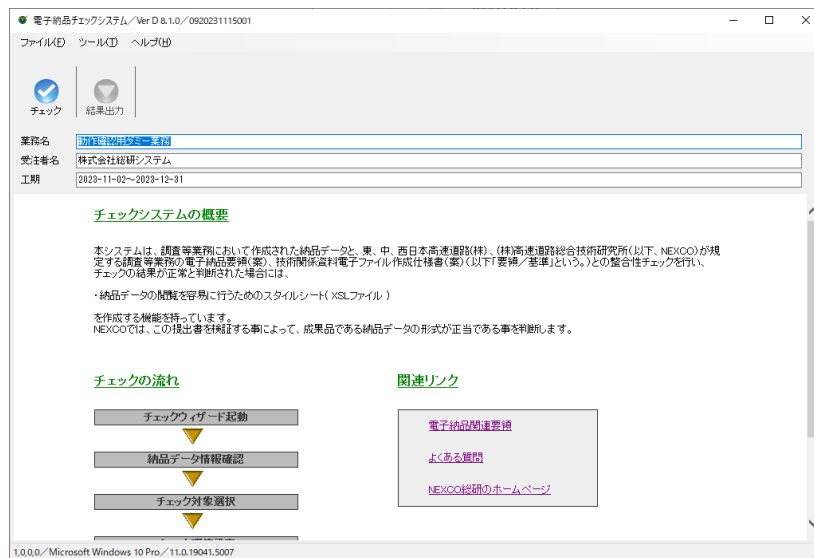 電子納品チェックシステム／Ver D 8.1.0／0920231115001
ファイル(F) ツール(T) ヘルプ(H)
チェック 結果出力
業務名 動作確認用ダミー業務
受注者名 株式会社総研システム
工期 2023-11-02～2023-12-31
チェックシステムの概要
本システムは、調査等業務において作成された納品データと、東、中、西日本高速道路(株)、(株)高速道路総合技術研究所(以下、NEXCO)が規
定する調査等業務の電子納品要領(案)、技術関係資料電子ファイル作成仕様書(案)(以下「要領／基準」という。)との整合性チェックを行い、
チェックの結果が正常と判断された場合には、
・納品データの閲覧を容易に行うためのスタイルシート( XSLファイル )
を作成する機能を持っています。
NEXCOでは、この提出書を検証する事によって、成果品である納品データの形式が正当である事を判断します。
チェックの流れ
チェックウィザード起動
納品データ情報確認
チェック対象選択
関連リンク
電子納品関連要領
よくある質問
NEXCO総研のホームページ
1,0,0,0／Microsoft Windows 10 Pro／11.0.19041.5007